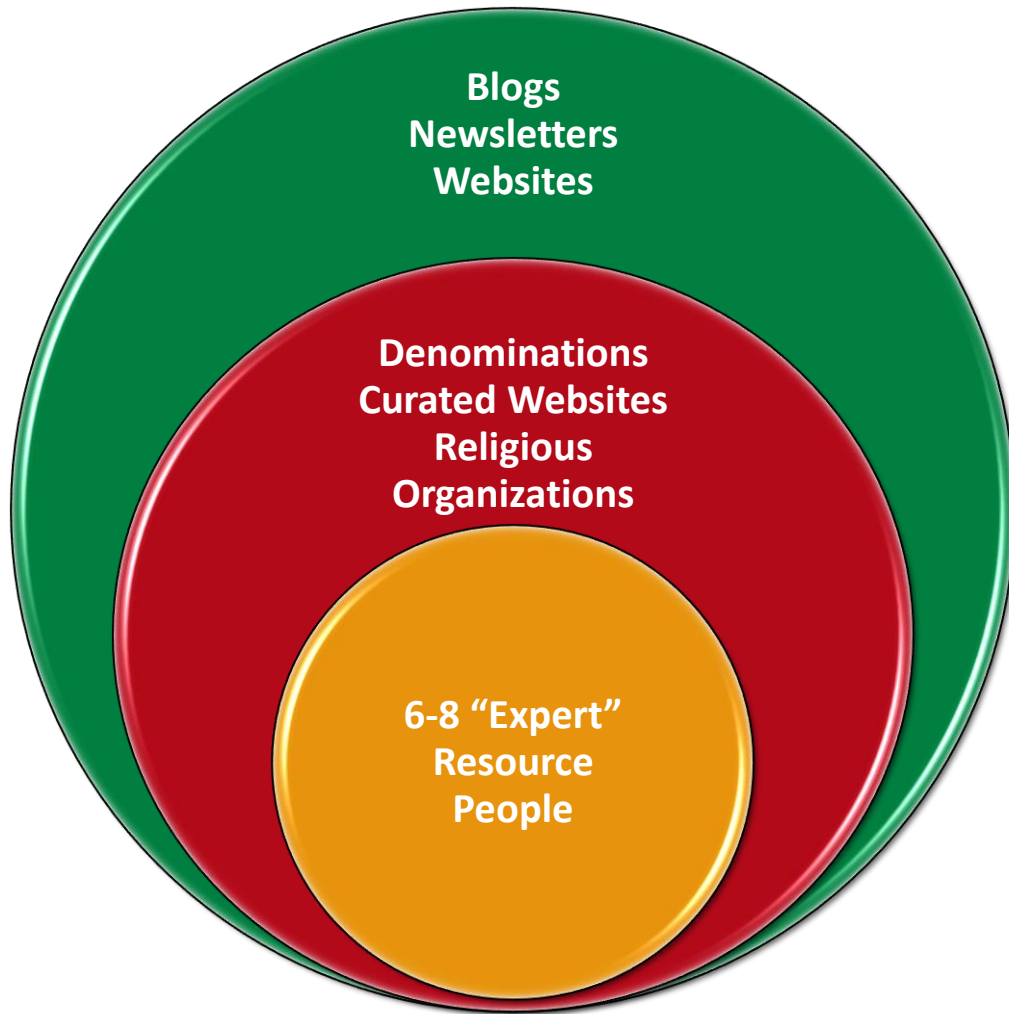 Blogs
Newsletters
Websites
Denominations
Curated Websites
Religious
Organizations
6-8 “Expert”
Resource
People